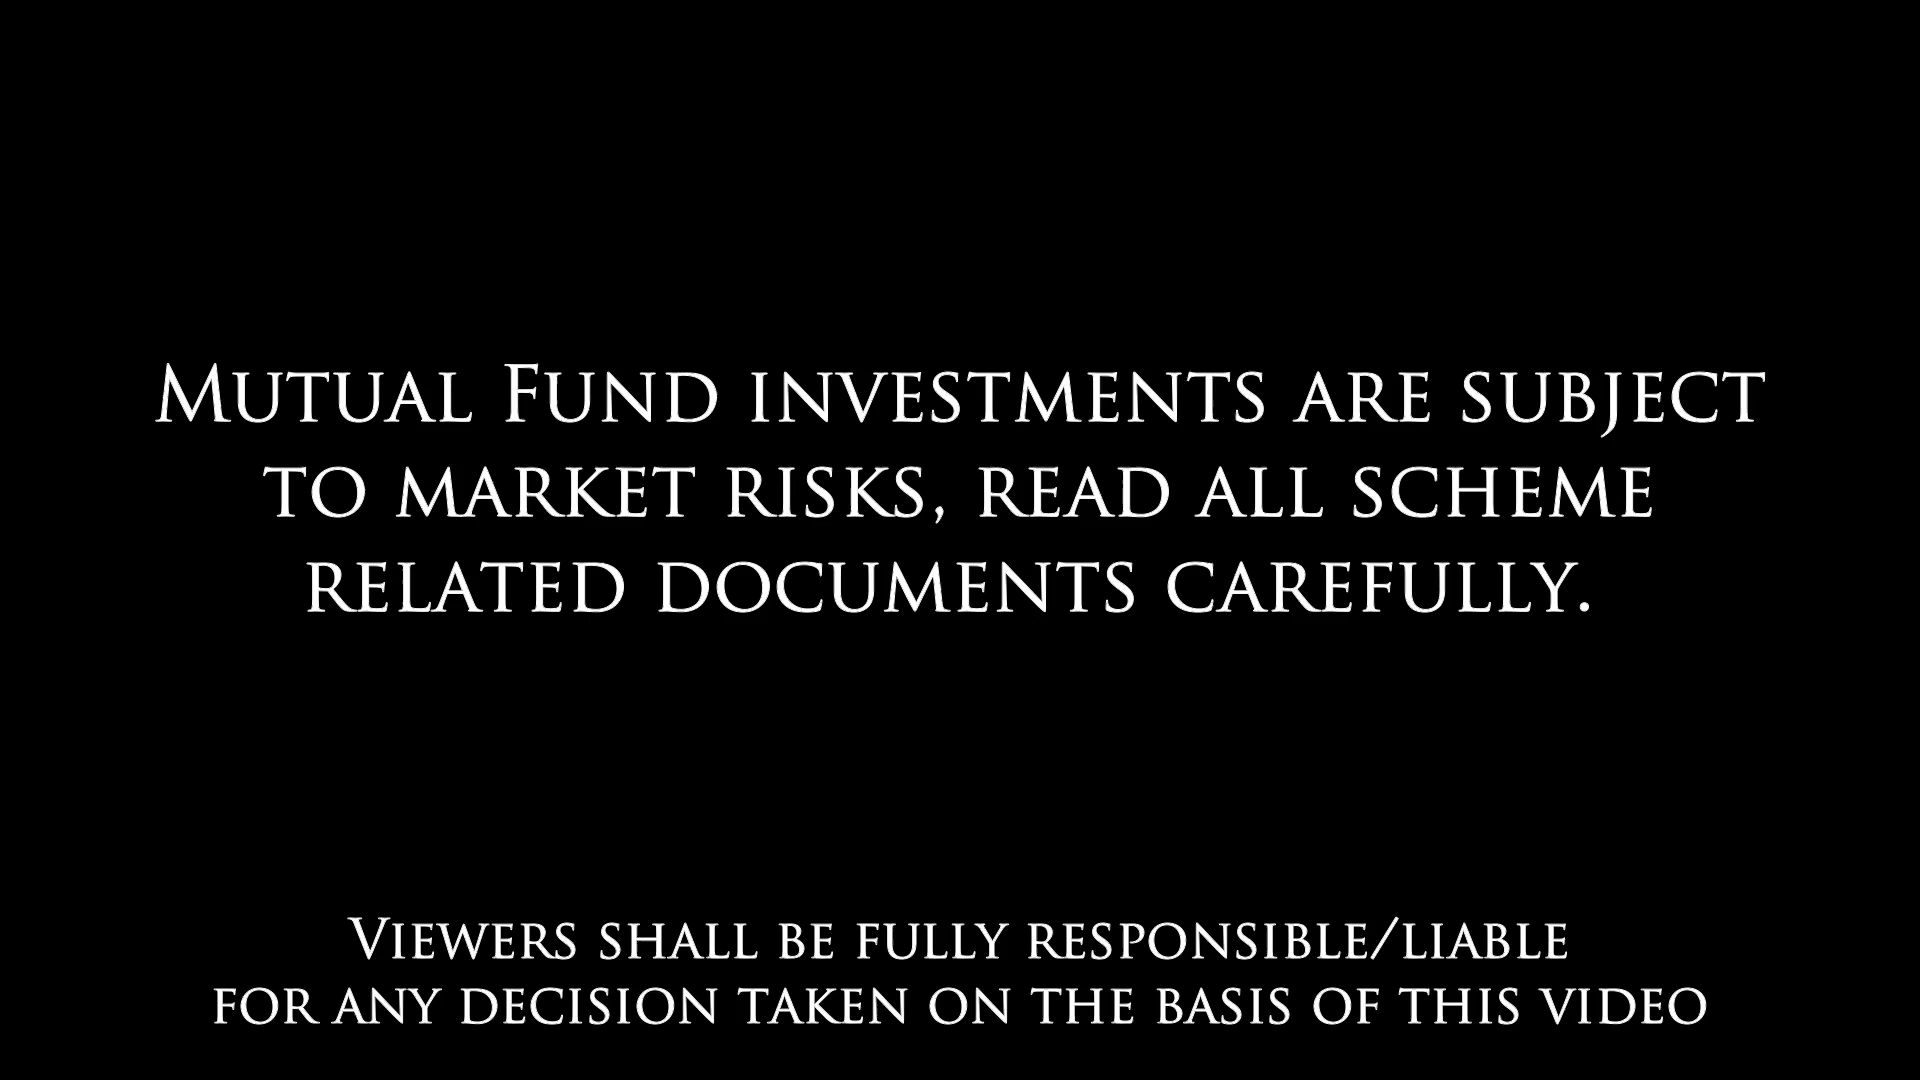 Mutual Fund investments are subject
to market risks, read all scheme
related documents carefully.
Viewers shall be fully responsible/liable
for any decision taken on the basis of this video